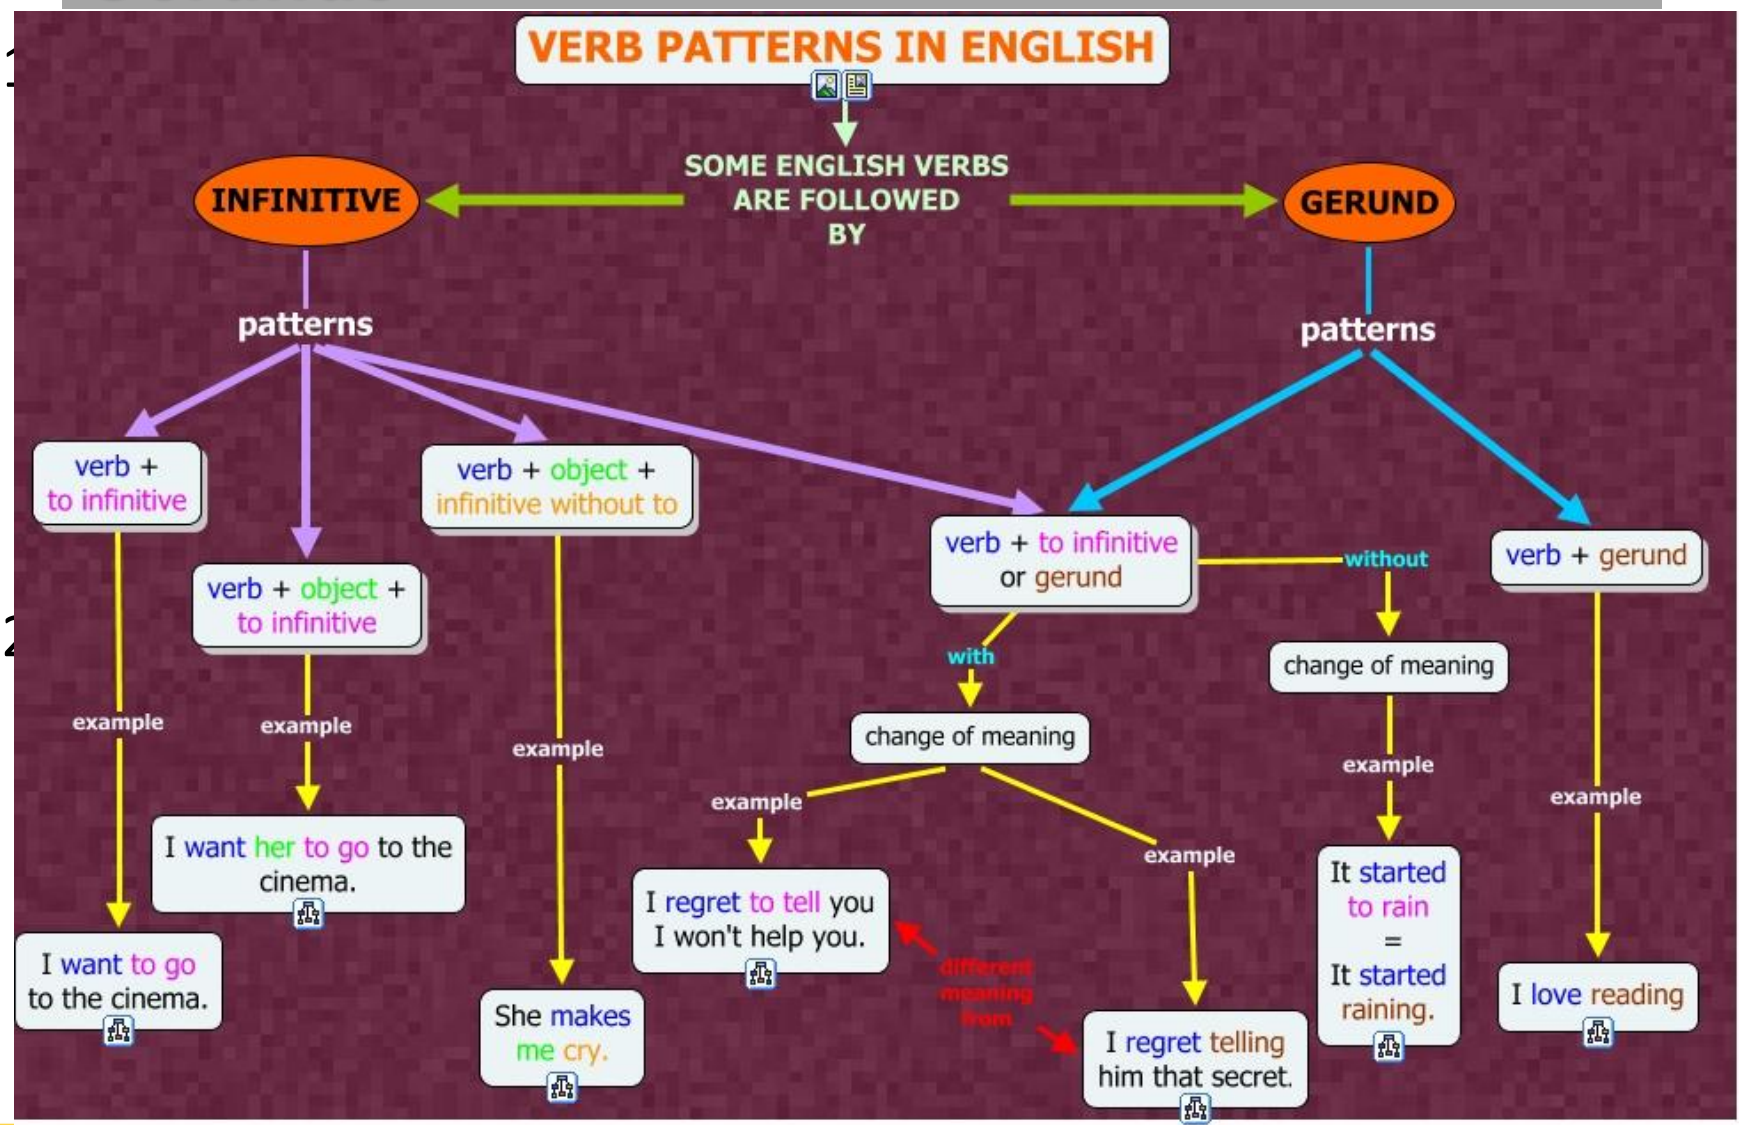 VERB PATTERNS IN ENGLISH
SOME ENGLISH VERBS
ARE FOLLOWED
BY
INFINITIVE
GERUND
patterns
patterns
verb +
to infinitive
verb + object +
to infinitive
verb + object +
infinitive without to
verb + to infinitive
or gerund
verb + gerund
without
with
change of meaning
change of meaning
example
example
example
example
example
example
example
I want to go
to the cinema.
I want her to go to the
cinema.
She makes
me cry.
I regret to tell you
I won't help you.
different
meaning
from
I regret telling
him that secret.
It started
to rain
=
It started
raining.
I love reading